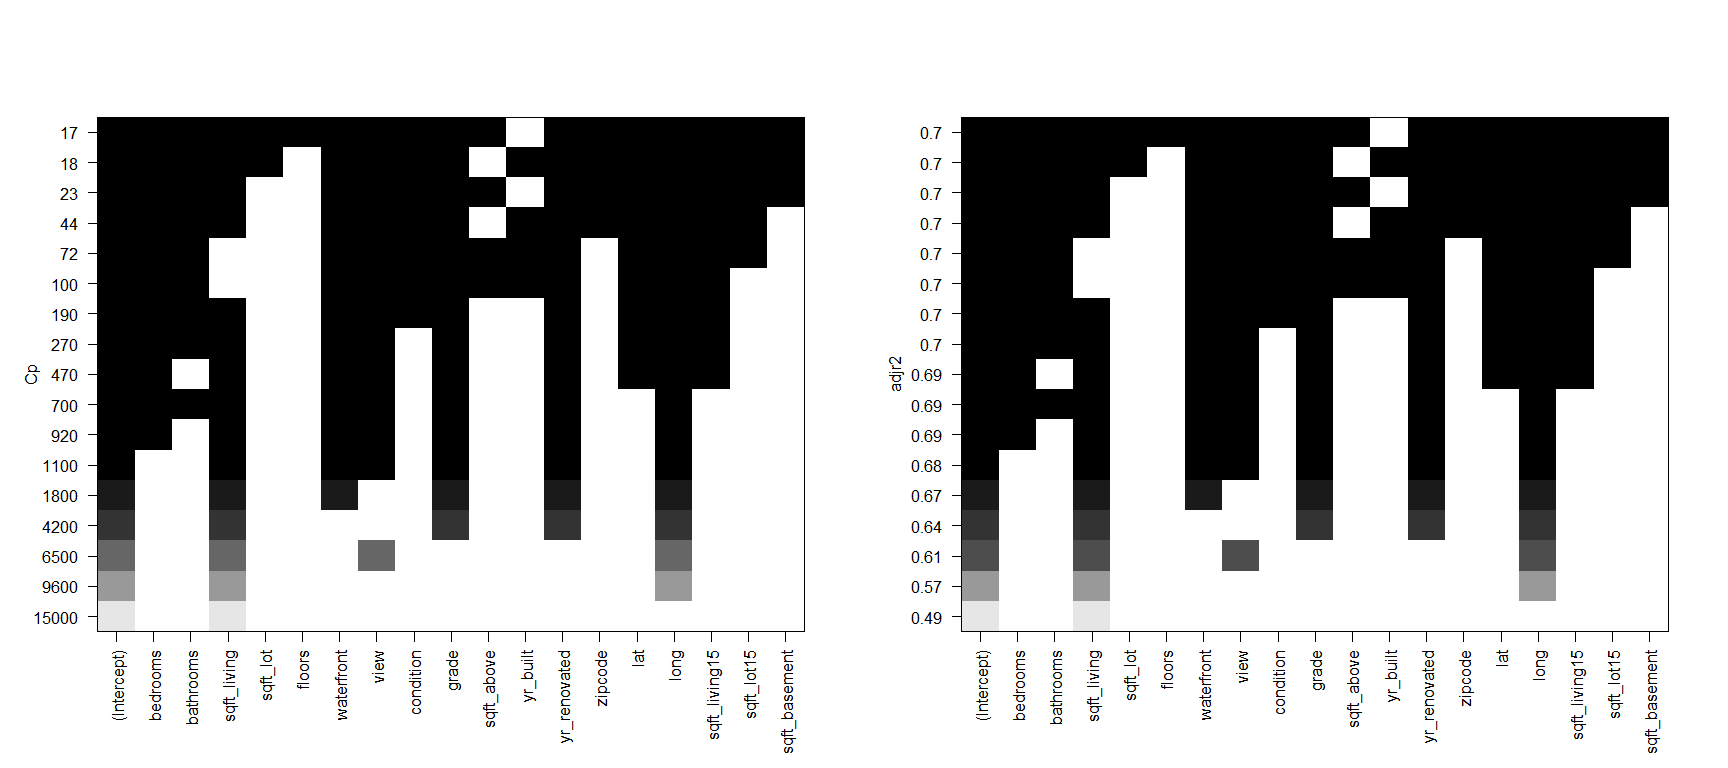 Cp
17
18
23
44
72
100
190
270
470
700
920
1100
1800
4200
6500
9600
15000
(Intercept)
bedrooms
bathrooms
sqft_living
sqft_lot
floors
waterfront
view
condition
grade
sqft_above
yr_built
yr_renovated
zipcode
lat
long
sqft_living15
sqft_lot15
sqft_basement
adjr2
0.7
0.7
0.7
0.7
0.7
0.7
0.7
0.7
0.69
0.69
0.69
0.68
0.67
0.64
0.61
0.57
0.49
(Intercept)
bedrooms
bathrooms
sqft_living
sqft_lot
floors
waterfront
view
condition
grade
sqft_above
yr_built
yr_renovated
zipcode
lat
long
sqft_living15
sqft_lot15
sqft_basement